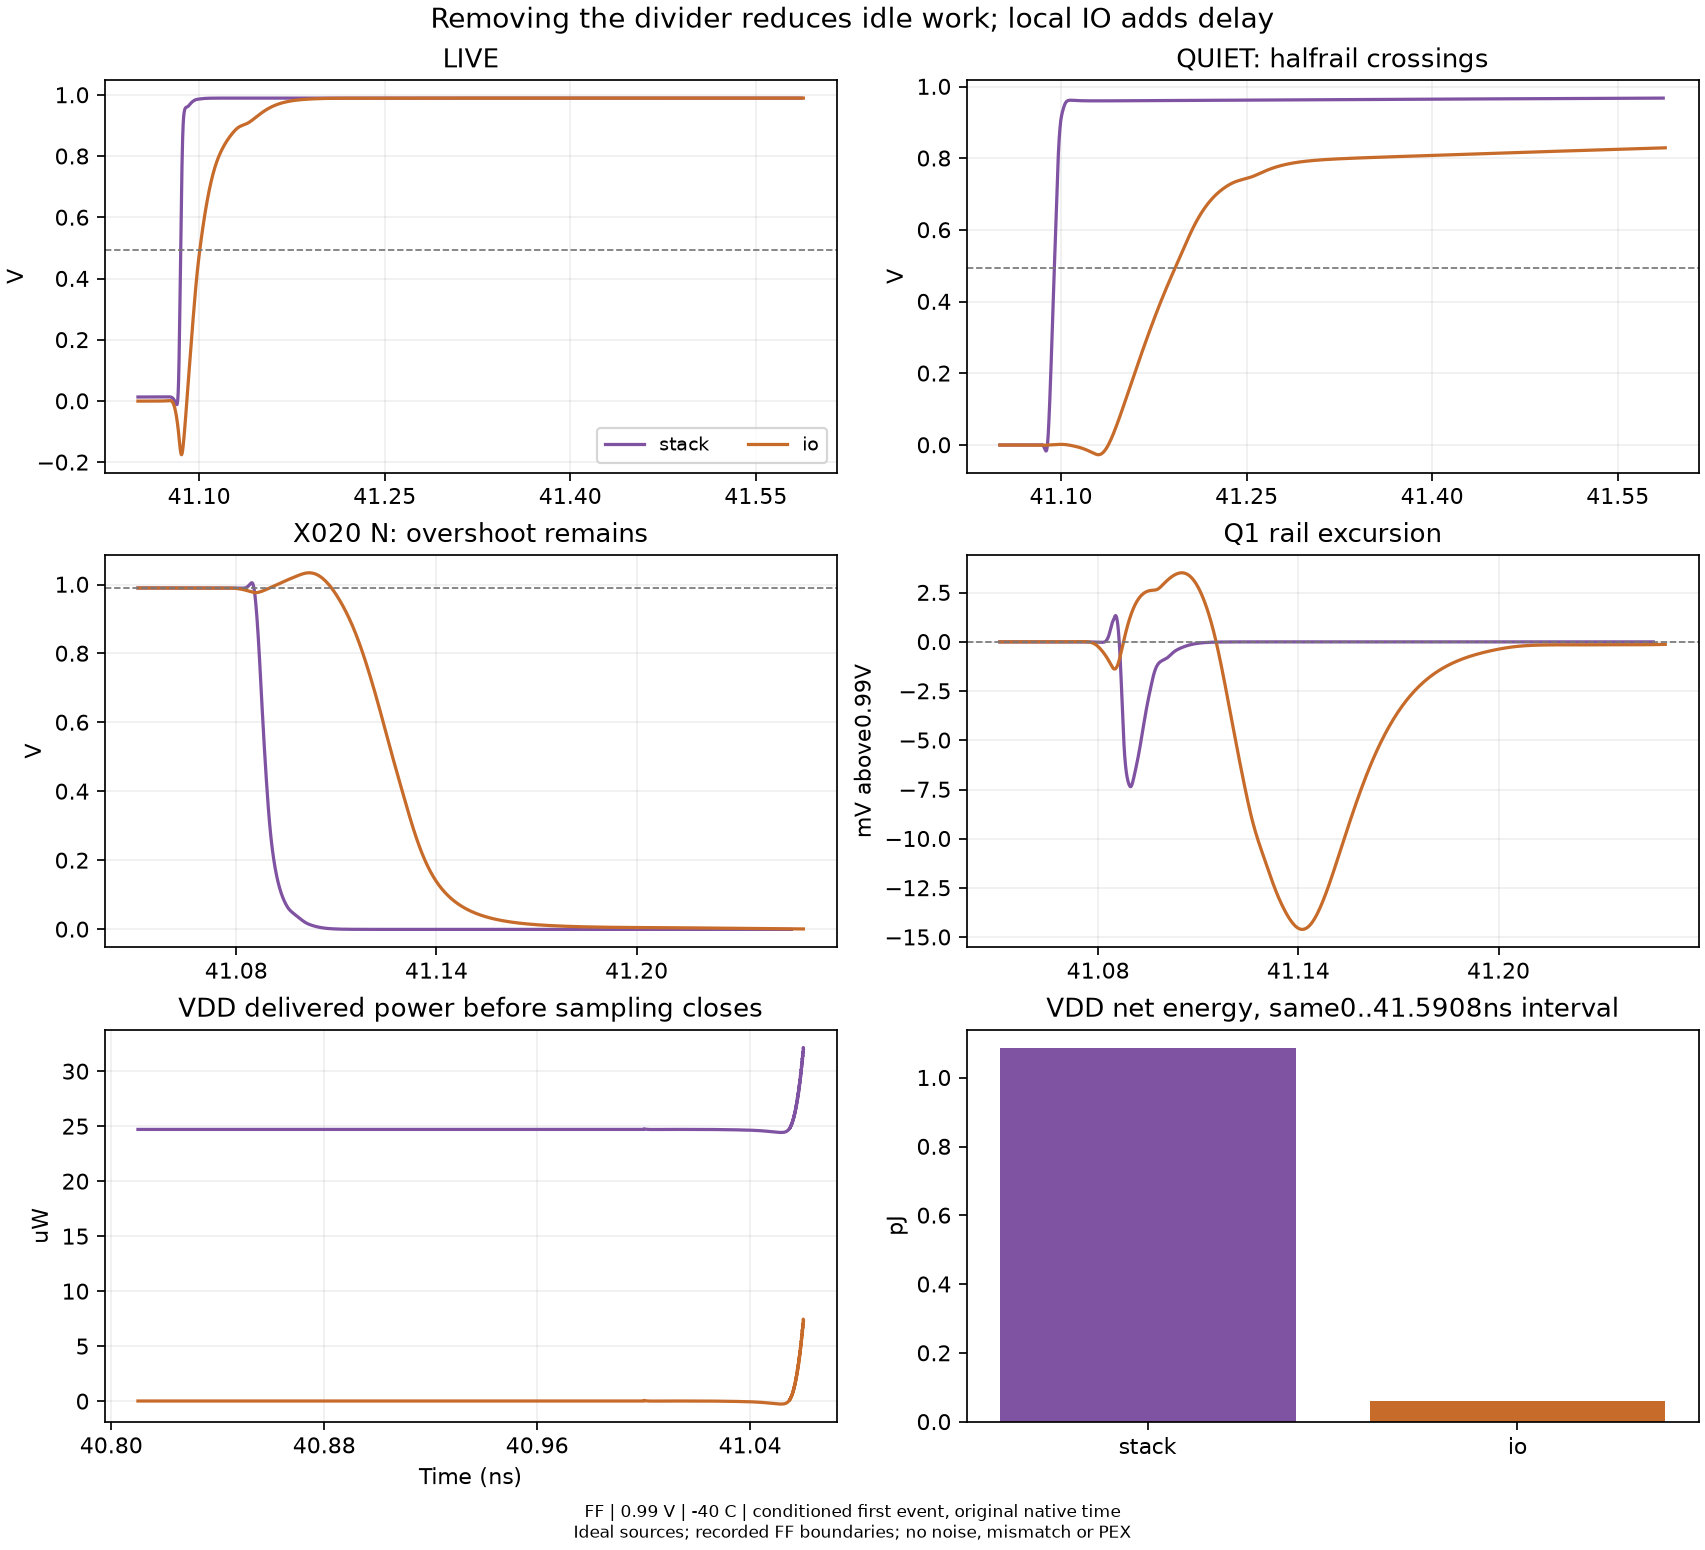 Removing the divider reduces idle work; local IO adds delay
LIVE
V
1.0
0.8
0.6
0.4
0.2
0.0
−0.2
stack
io
41.10
41.25
41.40
41.55
QUIET: halfrail crossings
V
1.0
0.8
0.6
0.4
0.2
0.0
41.10
41.25
41.40
41.55
X020 N: overshoot remains
V
1.0
0.8
0.6
0.4
0.2
0.0
41.08
41.14
41.20
Q1 rail excursion
mV above0.99V
2.5
0.0
−2.5
−5.0
−7.5
−10.0
−12.5
−15.0
41.08
41.14
41.20
VDD delivered power before sampling closes
uW
30
25
20
15
10
5
0
40.80
40.88
40.96
41.04
Time (ns)
VDD net energy, same0..41.5908ns interval
pJ
1.0
0.8
0.6
0.4
0.2
0.0
stack
io
FF | 0.99 V | -40 C | conditioned first event, original native time
Ideal sources; recorded FF boundaries; no noise, mismatch or PEX